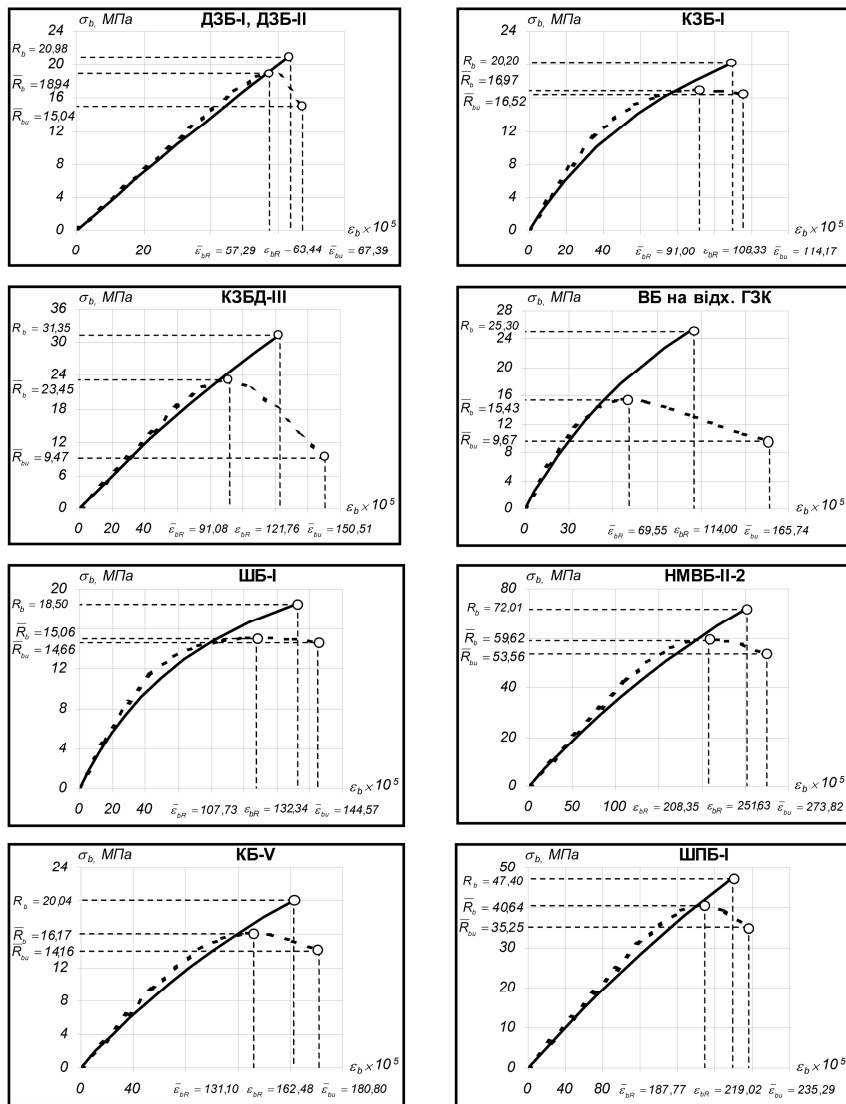 σb, МПа ДЗБ-I, ДЗБ-II
24
Rb = 20,98
20
R̅b = 18,94
16
R̅bu = 15,04
12
8
4
0
εb × 10⁵
0 20 ε̅bR = 57,29 εbR − 63,44 ε̅bu = 67,39
σb, МПа КЗБ-I
24
Rb = 20,20
R̅b = 16,97
R̅bu = 16,52
12
8
4
0
εb × 10⁵
0 20 40 ε̅bR = 91,00 εbR = 108,33 ε̅bu = 114,17
σb, МПа КЗБД-III
36
Rb = 31,35
30
24
R̅b = 23,45
18
12
R̅bu = 9,47
6
0
εb × 10⁵
0 20 40 ε̅bR = 91,08 εbR = 121,76 ε̅bu = 150,51
σb, МПа ВБ на відх. ГЗК
28
Rb = 25,30
24
20
16
R̅b = 15,43
12
R̅bu = 9,67
8
4
0
εb × 10⁵
0 30 ε̅bR = 69,55 εbR = 114,00 ε̅bu = 165,74
σb, МПа ШБ-I
20
Rb = 18,50
R̅b = 15,06
R̅bu = 14,66
12
8
4
0
εb × 10⁵
0 20 40 ε̅bR = 107,73 εbR = 132,34 ε̅bu = 144,57
σb, МПа НМВБ-II-2
80
Rb = 72,01
R̅b = 59,62
R̅bu = 53,56
40
20
0
εb × 10⁵
0 50 100 ε̅bR = 208,35 εbR = 251,63 ε̅bu = 273,82
σb, МПа КБ-V
24
Rb = 20,04
R̅b = 16,17
R̅bu = 14,16
12
8
4
0
εb × 10⁵
0 40 ε̅bR = 131,10 εbR = 162,48 ε̅bu = 180,80
σb, МПа ШПБ-I
50
Rb = 47,40
R̅b = 40,64
R̅bu = 35,25
30
20
10
0
εb × 10⁵
0 40 80 ε̅bR = 187,77 εbR = 219,02 ε̅bu = 235,29